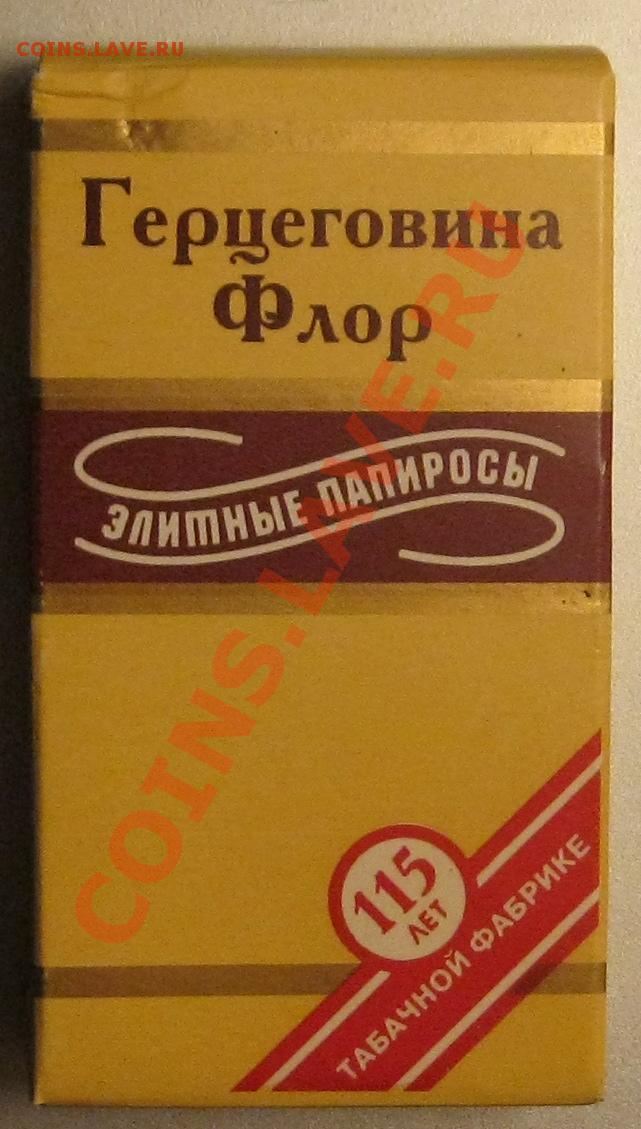 COINS.LAVE.RU
Герцеговина
Флор
ЭЛИТНЫЕ ПАПИРОСЫ
115
ЛЕТ
ТАБАЧНОЙ ФАБРИКЕ
COINS.LAVE.RU